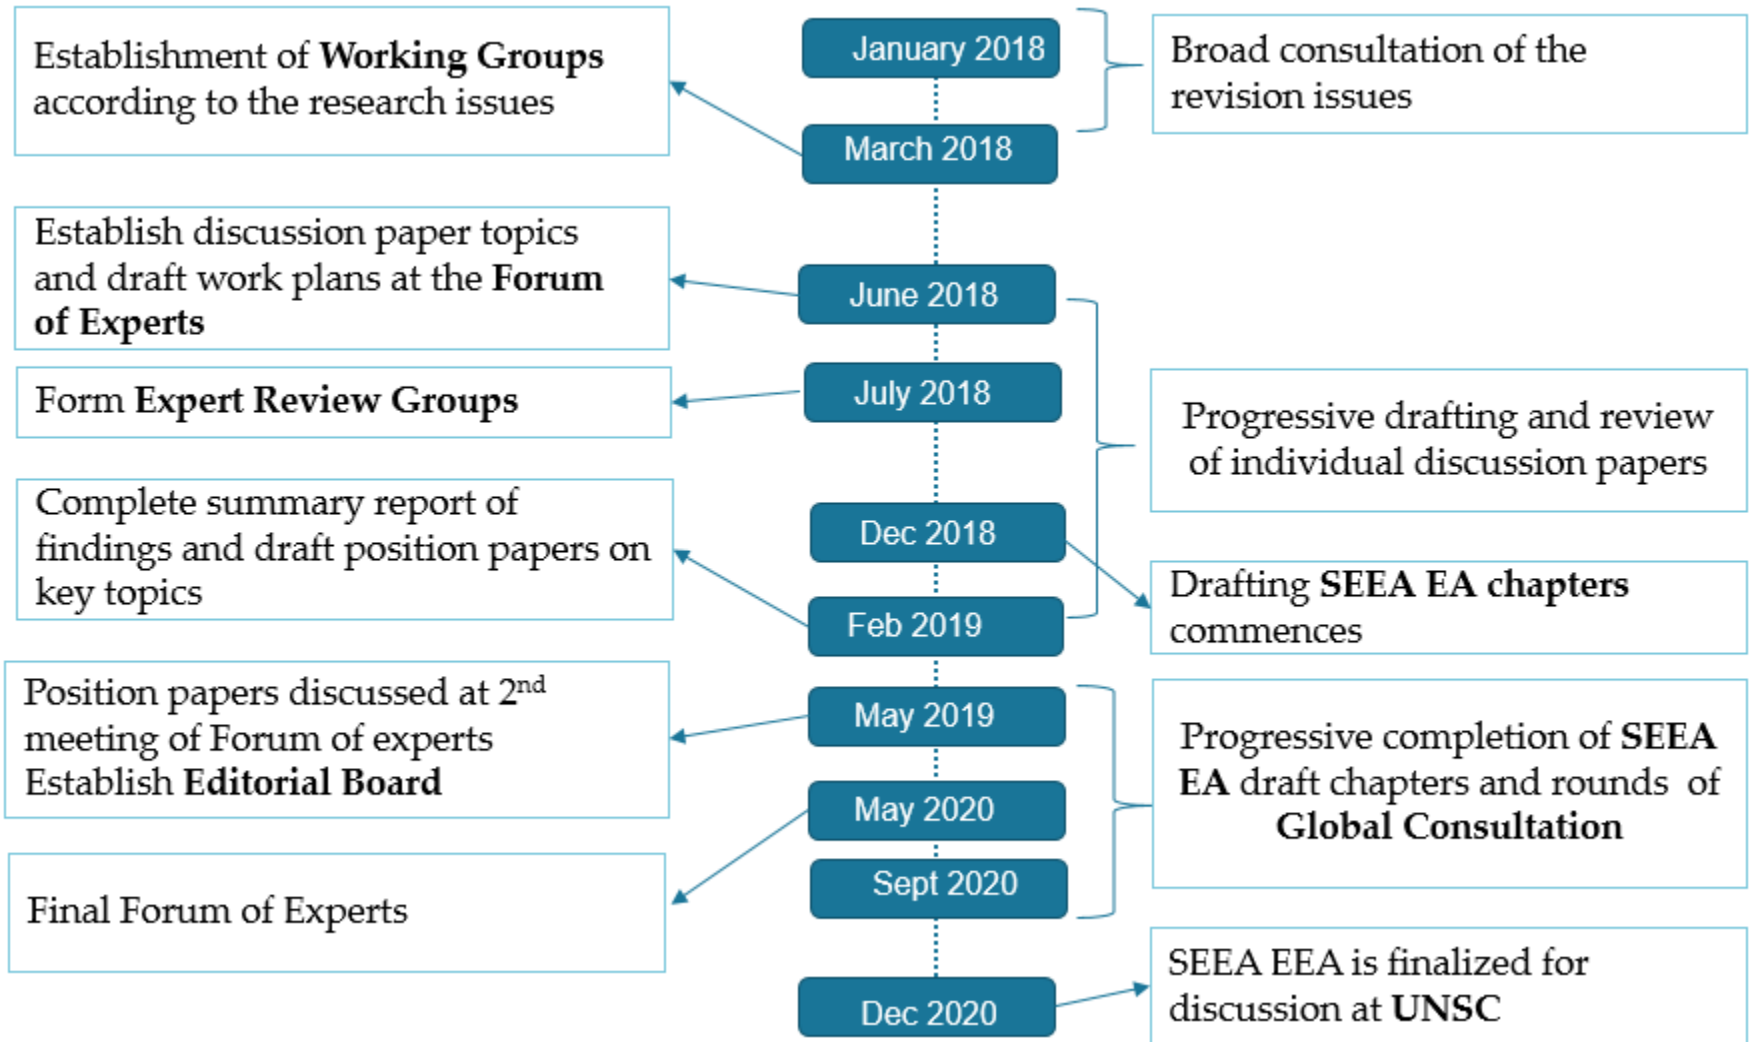 January 2018
Establishment of Working Groups
according to the research issues
Broad consultation of the
revision issues
March 2018
Establish discussion paper topics
and draft work plans at the Forum
of Experts
June 2018
July 2018
Form Expert Review Groups
Progressive drafting and review
of individual discussion papers
Complete summary report of
findings and draft position papers on
key topics
Dec 2018
Drafting SEEA EA chapters
commences
Feb 2019
Position papers discussed at 2nd
meeting of Forum of experts
Establish Editorial Board
May 2019
Progressive completion of SEEA
EA draft chapters and rounds of
Global Consultation
May 2020
Sept 2020
Final Forum of Experts
SEEA EEA is finalized for
discussion at UNSC
Dec 2020